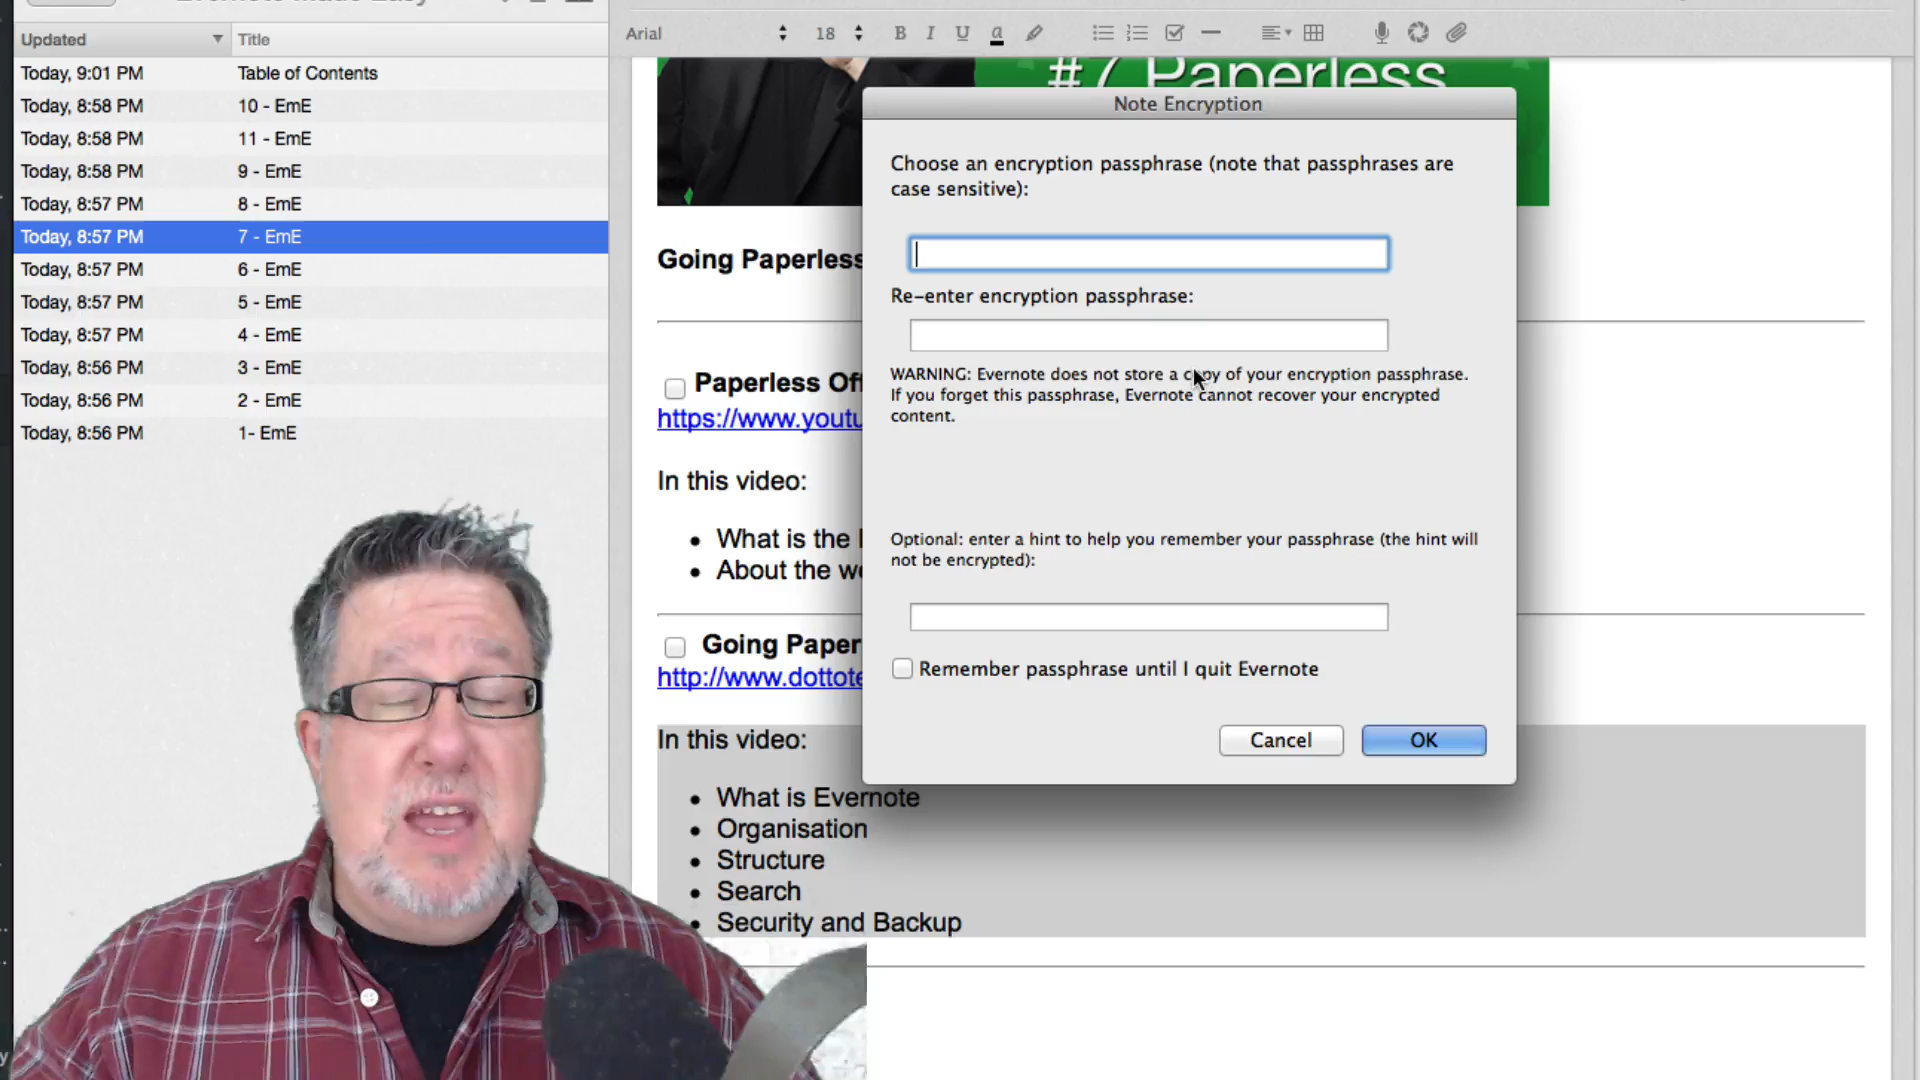 Updated
Title
Today, 9:01 PM Table of Contents
Today, 8:58 PM 10 - EmE
Today, 8:58 PM 11 - EmE
Today, 8:58 PM 9 - EmE
Today, 8:57 PM 8 - EmE
Today, 8:57 PM 7 - EmE
Today, 8:57 PM 6 - EmE
Today, 8:57 PM 5 - EmE
Today, 8:57 PM 4 - EmE
Today, 8:56 PM 3 - EmE
Today, 8:56 PM 2 - EmE
Today, 8:56 PM 1- EmE
Arial 18 B I U a
#7 Paperless
Going Paperless
Paperless Off
https://www.youtu
In this video:
What is the
About the
Going Paper
http://www.dottote
In this video:
What is Evernote
Organisation
Structure
Search
Security and Backup
Note Encryption
Choose an encryption passphrase (note that passphrases are
case sensitive):
Re-enter encryption passphrase:
WARNING: Evernote does not store a copy of your encryption passphrase.
If you forget this passphrase, Evernote cannot recover your encrypted
content.
Optional: enter a hint to help you remember your passphrase (the hint will
not be encrypted):
Remember passphrase until I quit Evernote
Cancel
OK